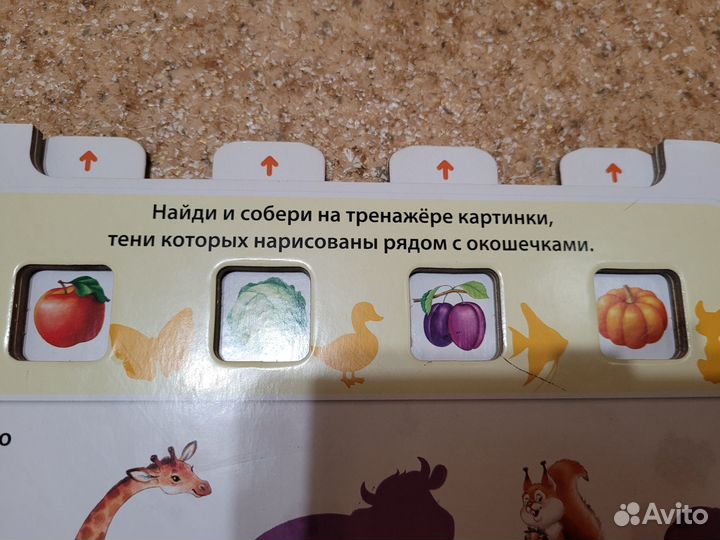 Найди и собери на тренажёре картинки,
тени которых нарисованы рядом с окошечками.
о
Avito